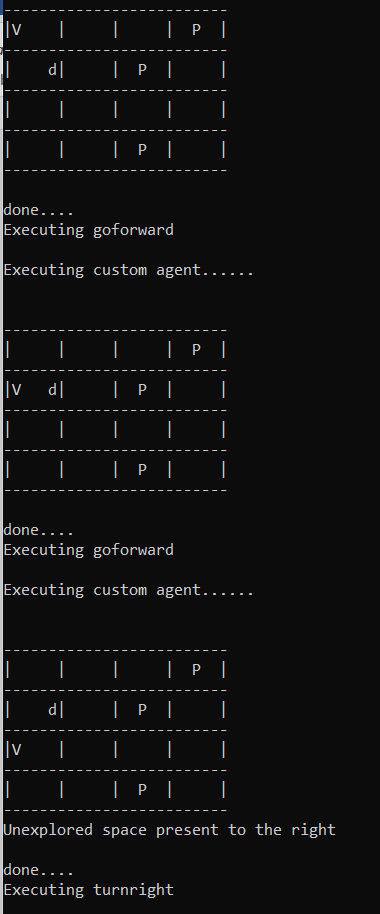 ---------------------------
|V    |     |     |  P  |
---------------------------
|    d|     |  P  |     |
---------------------------
|     |     |     |     |
---------------------------
|     |     |  P  |     |
---------------------------
done....
Executing goforward
Executing custom agent......
---------------------------
|     |     |     |  P  |
---------------------------
|V   d|     |  P  |     |
---------------------------
|     |     |     |     |
---------------------------
|     |     |  P  |     |
---------------------------
done....
Executing goforward
Executing custom agent......
---------------------------
|     |     |     |  P  |
---------------------------
|    d|     |  P  |     |
---------------------------
|V    |     |     |     |
---------------------------
|     |     |  P  |     |
---------------------------
Unexplored space present to the right
done....
Executing turnright